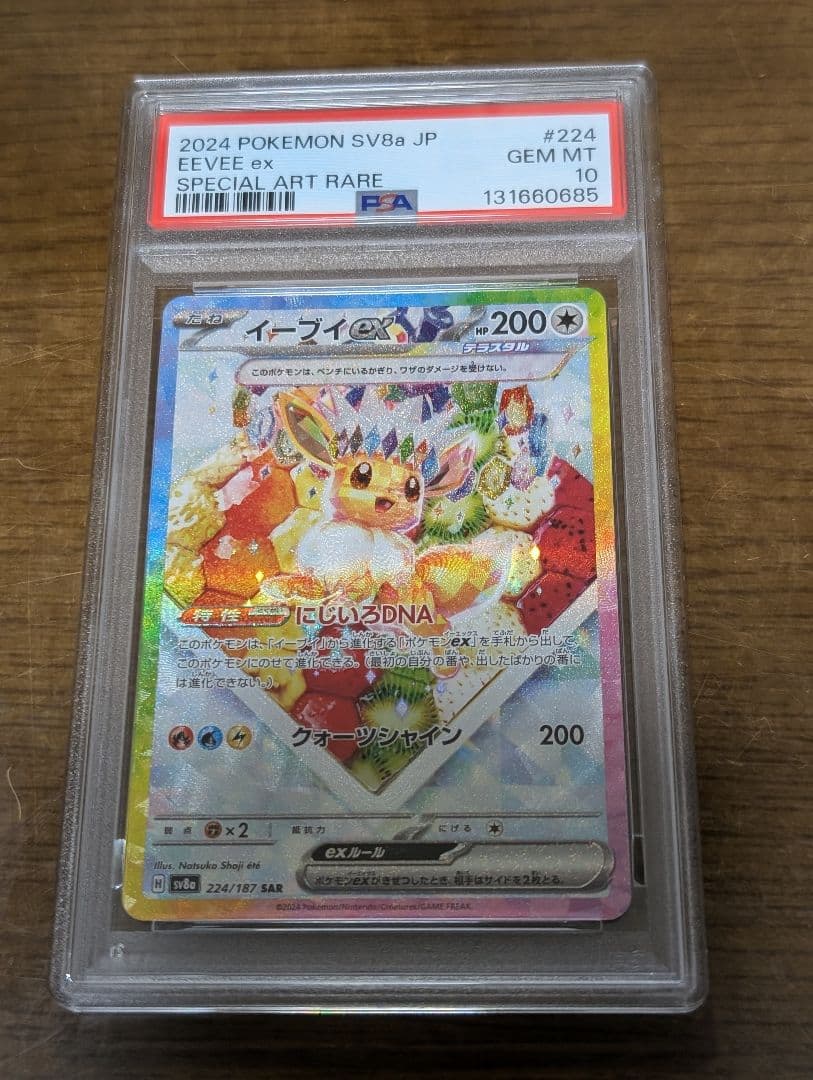 2024 POKEMON SV8a JP #224
EEVEE ex GEM MT
SPECIAL ART RARE 10
PSA 131660685
たね イーブイex HP 200
テラスタル
このポケモンは、ベンチにいるかぎり、ワザのダメージを受けない。
特性 にじいろDNA
このポケモンは、「イーブイ」から進化する「ポケモンex」を手札から出して、
このポケモンにのせて進化できる。（最初の自分の番や、出したばかりの番に
は進化できない。）
クォーツシャイン 200
弱点 ×2 抵抗力 にげる
exルール
ポケモンexがきぜつしたとき、相手はサイドを2枚とる。
Illus. Natsuko Shoji été
H sv8a 224/187 SAR
©2024 Pokémon/Nintendo/Creatures/GAME FREAK.